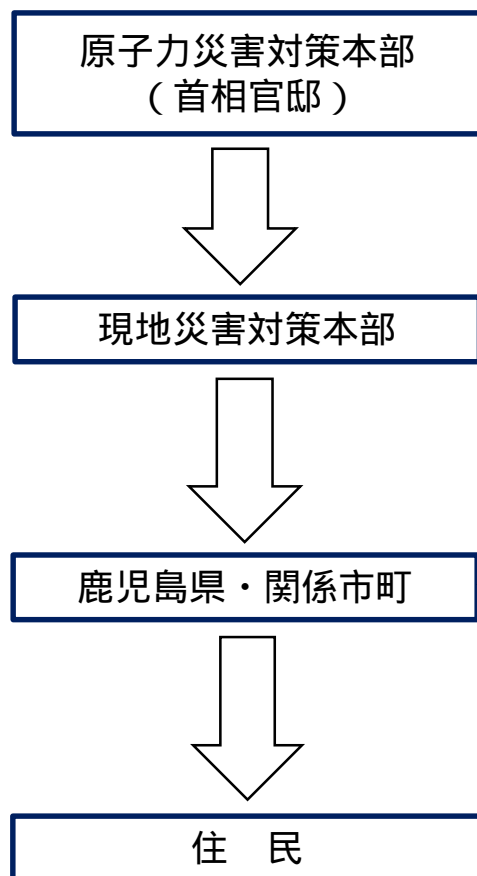 原子力災害対策本部
（首相官邸）
現地災害対策本部
鹿児島県・関係市町
住　民